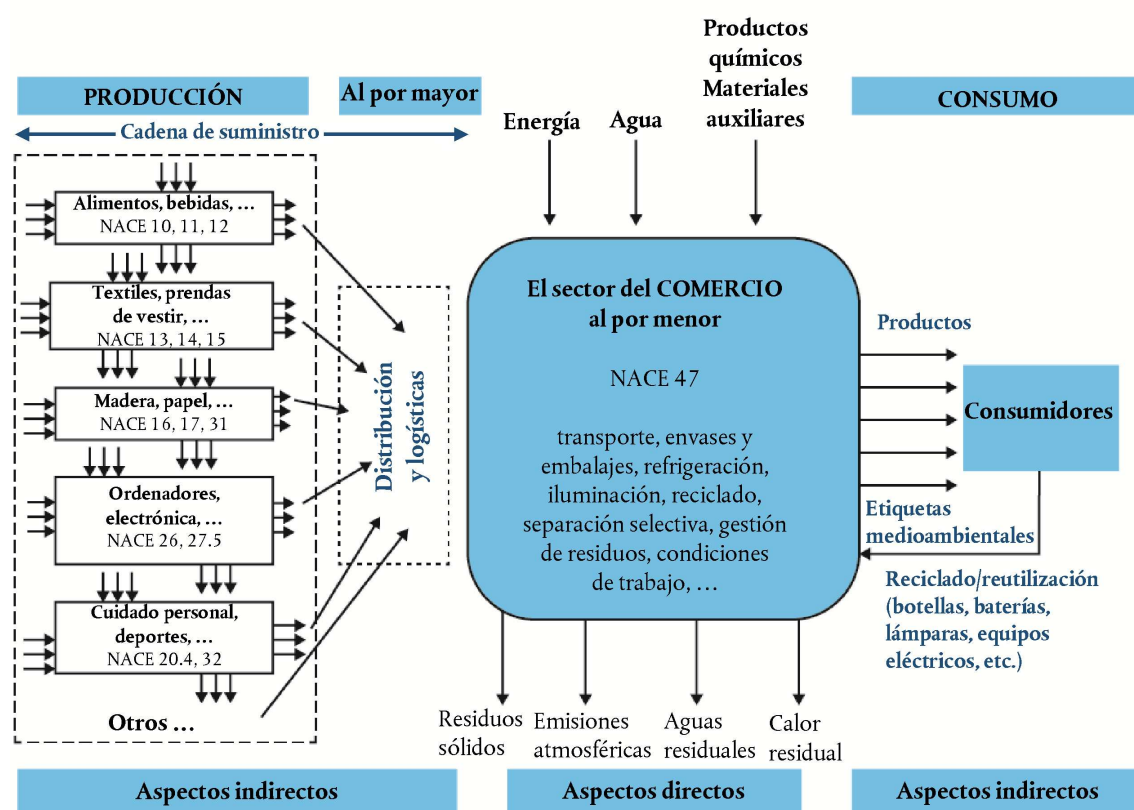 PRODUCCIÓN
Al por mayor
Cadena de suministro
Productos
químicos
Materiales
auxiliares
Energía
Agua
CONSUMO
Alimentos, bebidas, ...
NACE 10, 11, 12
Textiles, prendas
de vestir, ...
NACE 13, 14, 15
Madera, papel, ...
NACE 16, 17, 31
Ordenadores,
electrónica, ...
NACE 26, 27.5
Cuidado personal,
deportes, ...
NACE 20.4, 32
Otros ...
Distribución
y logísticas
El sector del COMERCIO
al por menor
NACE 47
transporte, envases y
embalajes, refrigeración,
iluminación, reciclado,
separación selectiva, gestión
de residuos, condiciones
de trabajo, ...
Productos
Consumidores
Etiquetas
medioambientales
Reciclado/reutilización
(botellas, baterías,
lámparas, equipos
eléctricos, etc.)
Residuos
sólidos
Emisiones
atmosféricas
Aguas
residuales
Calor
residual
Aspectos indirectos
Aspectos directos
Aspectos indirectos